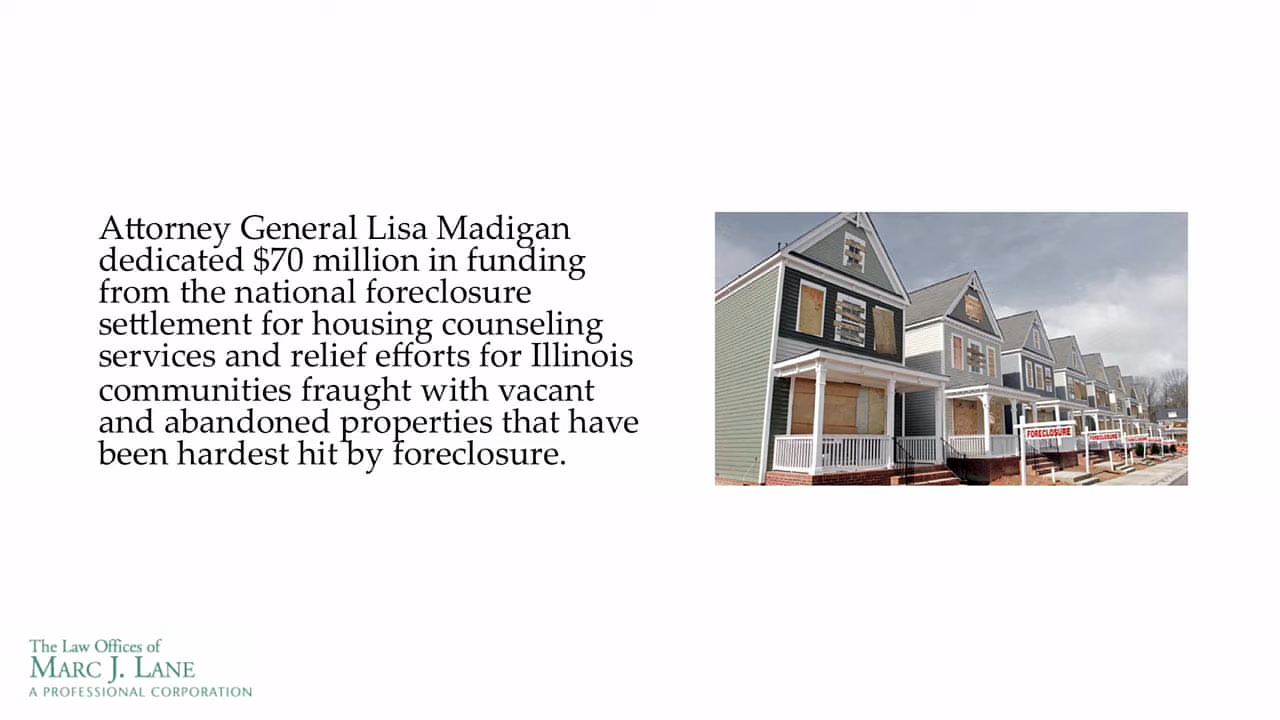 Attorney General Lisa Madigan
dedicated $70 million in funding
from the national foreclosure
settlement for housing counseling
services and relief efforts for Illinois
communities fraught with vacant
and abandoned properties that have
been hardest hit by foreclosure.
FORECLOSURE
FORECLOSURE
The Law Offices of
MARC J. LANE
A PROFESSIONAL CORPORATION